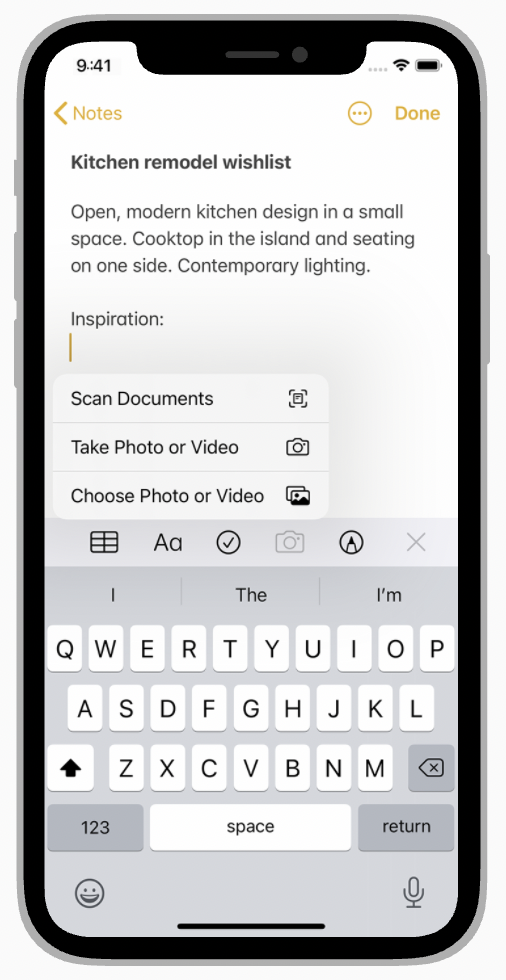 9:41
Notes
Done
Kitchen remodel wishlist
Open, modern kitchen design in a small
space. Cooktop in the island and seating
on one side. Contemporary lighting.
Inspiration:
Scan Documents
Take Photo or Video
Choose Photo or Video
Aa
I The I'm
Q W E R T Y U I O P
A S D F G H J K L
Z X C V B N M
123 space return